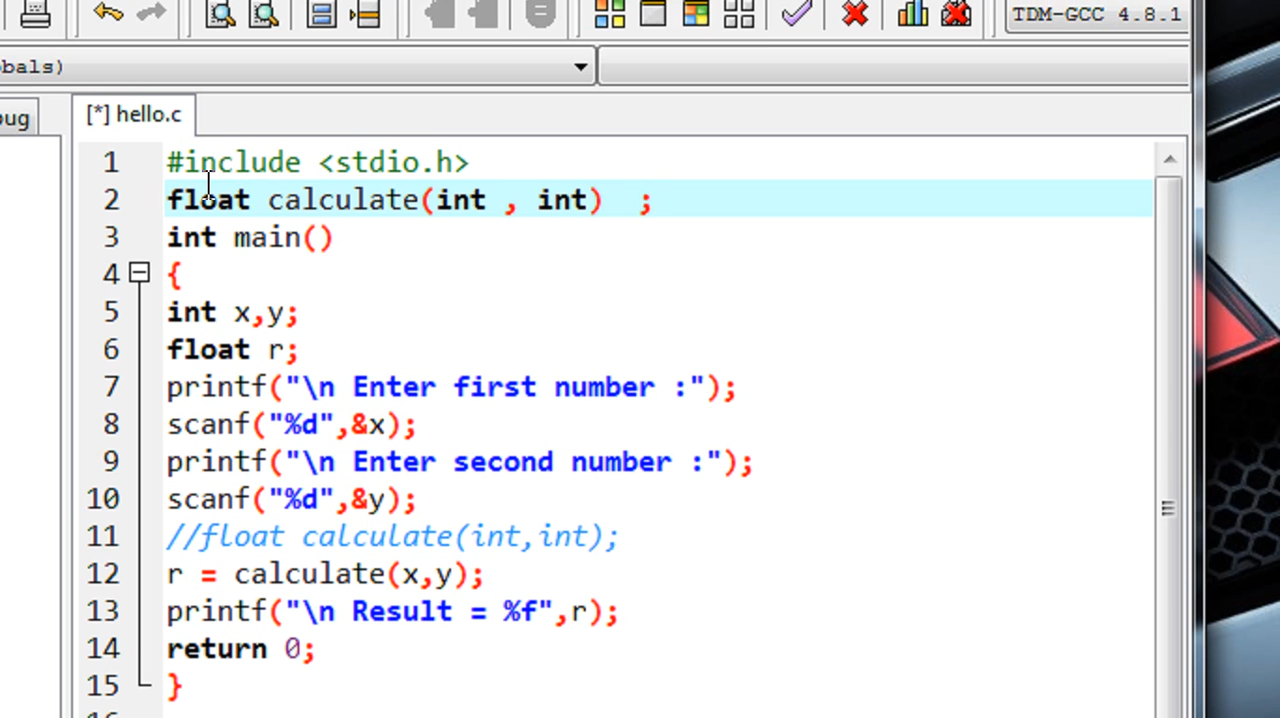 TDM-GCC 4.8.1
obals)
ug
[*] hello.c
1 #include <stdio.h>
2 float calculate(int , int)  ;
3 int main()
4 {
5 int x,y;
6 float r;
7 printf("\n Enter first number :");
8 scanf("%d",&x);
9 printf("\n Enter second number :");
10 scanf("%d",&y);
11 //float calculate(int,int);
12 r = calculate(x,y);
13 printf("\n Result = %f",r);
14 return 0;
15 }